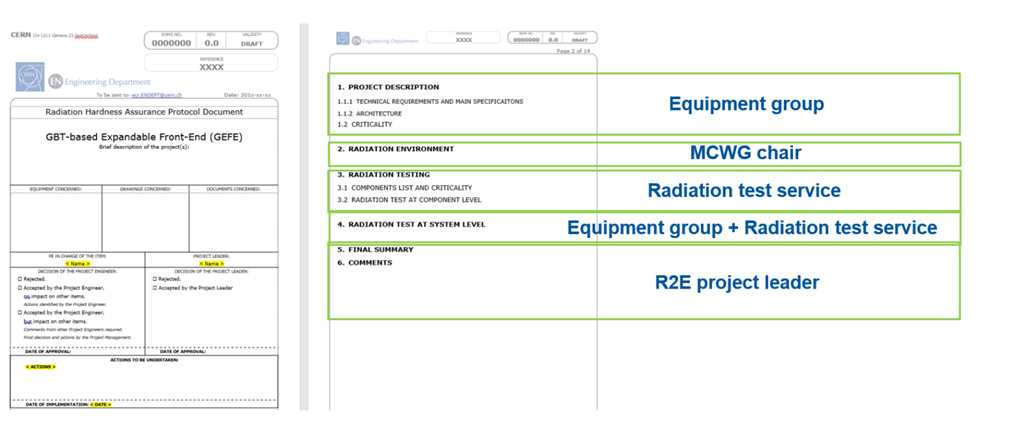 CERN CH-1211 Geneva 23 Switzerland
EDMS NO. REV. VALIDITY
0000000 0.0 DRAFT
REFERENCE
XXXX
CERN EN Engineering Department
To be sent to: ecr.ENDEPT@cern.ch Date: 201x-xx-xx
Radiation Hardness Assurance Protocol Document
GBT-based Expandable Front-End (GEFE)
Brief description of the project(s):
EQUIPMENT CONCERNED: DRAWINGS CONCERNED: DOCUMENTS CONCERNED:
PE IN CHARGE OF THE ITEM: PROJECT LEADER:
< Name > < Name >
DECISION OF THE PROJECT ENGINEER: DECISION OF THE PROJECT LEADER:
☐ Rejected. ☐ Rejected.
☐ Accepted by the Project Engineer, ☐ Accepted by the Project Leader
no impact on other items.
Actions identified by the Project Engineer.
☐ Accepted by the Project Engineer,
but impact on other items.
Comments from other Project Engineers required.
Final decision and actions by the Project Management.
DATE OF APPROVAL: DATE OF APPROVAL:
ACTIONS TO BE UNDERTAKEN:
< ACTIONS >
DATE OF IMPLEMENTATION: < DATE >
EN Engineering Department
REFERENCE
XXXX
REV. VALIDITY
0000000 0.0 DRAFT
Page 2 of 14
1. PROJECT DESCRIPTION
1.1.1 TECHNICAL REQUIREMENTS AND MAIN SPECIFICAITONS
1.1.2 ARCHITECTURE
1.2 CRITICALITY
Equipment group
2. RADIATION ENVIRONMENT
MCWG chair
3. RADIATION TESTING
3.1 COMPONENTS LIST AND CRITICALITY
3.2 RADIATION TEST AT COMPONENT LEVEL
Radiation test service
4. RADIATION TEST AT SYSTEM LEVEL
Equipment group + Radiation test service
5. FINAL SUMMARY
6. COMMENTS
R2E project leader